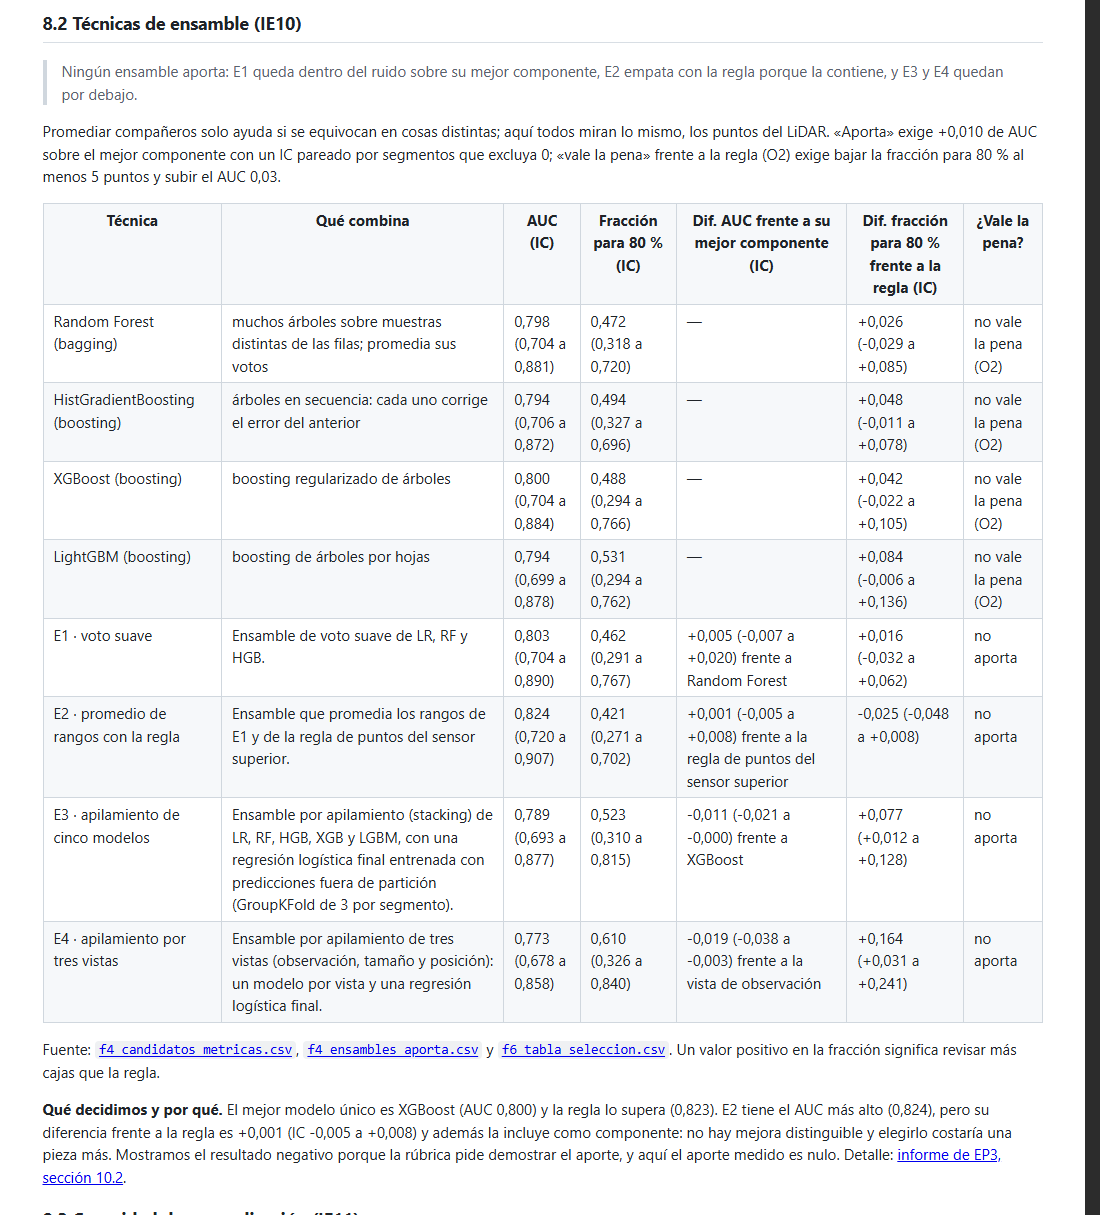 8.2 Técnicas de ensamble (IE10)
Ningún ensamble aporta: E1 queda dentro del ruido sobre su mejor componente, E2 empata con la regla porque la contiene, y E3 y E4 quedan
por debajo.
Promediar compañeros solo ayuda si se equivocan en cosas distintas; aquí todos miran lo mismo, los puntos del LiDAR. «Aporta» exige +0,010 de AUC
sobre el mejor componente con un IC pareado por segmentos que excluya 0; «vale la pena» frente a la regla (O2) exige bajar la fracción para 80 % al
menos 5 puntos y subir el AUC 0,03.
Técnica
Qué combina
AUC
(IC)
Fracción
para 80 %
(IC)
Dif. AUC frente a su
mejor componente
(IC)
Dif. fracción
para 80 %
frente a la
regla (IC)
¿Vale la
pena?
Random Forest
(bagging)
muchos árboles sobre muestras
distintas de las filas; promedia sus
votos
0,798
(0,704 a
0,881)
0,472
(0,318 a
0,720)
—
+0,026
(-0,029 a
+0,085)
no vale
la pena
(O2)
HistGradientBoosting
(boosting)
árboles en secuencia: cada uno corrige
el error del anterior
0,794
(0,706 a
0,872)
0,494
(0,327 a
0,696)
—
+0,048
(-0,011 a
+0,078)
no vale
la pena
(O2)
XGBoost (boosting)
boosting regularizado de árboles
0,800
(0,704 a
0,884)
0,488
(0,294 a
0,766)
—
+0,042
(-0,022 a
+0,105)
no vale
la pena
(O2)
LightGBM (boosting)
boosting de árboles por hojas
0,794
(0,699 a
0,878)
0,531
(0,294 a
0,762)
—
+0,084
(-0,006 a
+0,136)
no vale
la pena
(O2)
E1 · voto suave
Ensamble de voto suave de LR, RF y
HGB.
0,803
(0,704 a
0,890)
0,462
(0,291 a
0,767)
+0,005 (-0,007 a
+0,020) frente a
Random Forest
+0,016
(-0,032 a
+0,062)
no
aporta
E2 · promedio de
rangos con la regla
Ensamble que promedia los rangos de
E1 y de la regla de puntos del sensor
superior.
0,824
(0,720 a
0,907)
0,421
(0,271 a
0,702)
+0,001 (-0,005 a
+0,008) frente a la
regla de puntos del
sensor superior
-0,025 (-0,048
a +0,008)
no
aporta
E3 · apilamiento de
cinco modelos
Ensamble por apilamiento (stacking) de
LR, RF, HGB, XGB y LGBM, con una
regresión logística final entrenada con
predicciones fuera de partición
(GroupKFold de 3 por segmento).
0,789
(0,693 a
0,877)
0,523
(0,310 a
0,815)
-0,011 (-0,021 a
-0,000) frente a
XGBoost
+0,077
(+0,012 a
+0,128)
no
aporta
E4 · apilamiento por
tres vistas
Ensamble por apilamiento de tres
vistas (observación, tamaño y posición):
un modelo por vista y una regresión
logística final.
0,773
(0,678 a
0,858)
0,610
(0,326 a
0,840)
-0,019 (-0,038 a
-0,003) frente a la
vista de observación
+0,164
(+0,031 a
+0,241)
no
aporta
Fuente: f4_candidatos_metricas.csv, f4_ensambles_aporta.csv y f6_tabla_seleccion.csv. Un valor positivo en la fracción significa revisar más
cajas que la regla.
Qué decidimos y por qué. El mejor modelo único es XGBoost (AUC 0,800) y la regla lo supera (0,823). E2 tiene el AUC más alto (0,824), pero su
diferencia frente a la regla es +0,001 (IC -0,005 a +0,008) y además la incluye como componente: no hay mejora distinguible y elegirlo costaría una
pieza más. Mostramos el resultado negativo porque la rúbrica pide demostrar el aporte, y aquí el aporte medido es nulo. Detalle: informe de EP3,
sección 10.2.